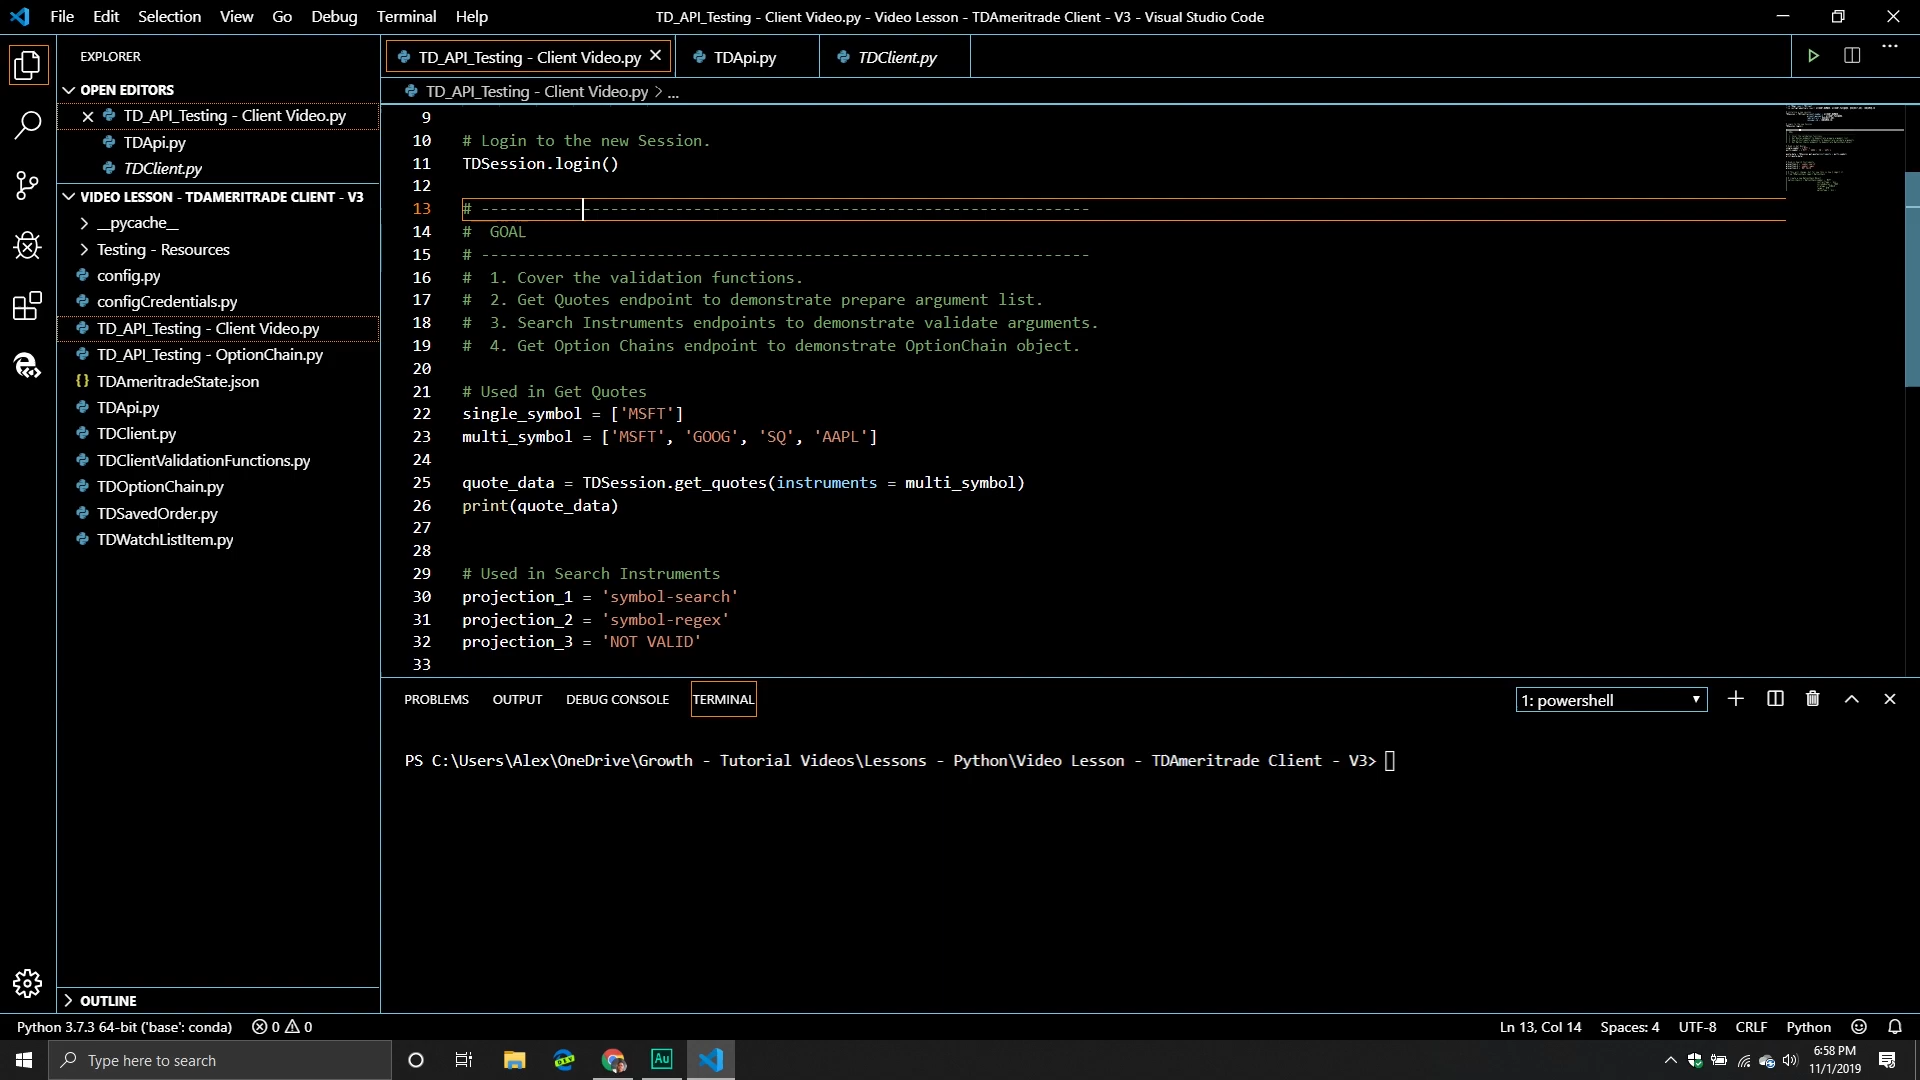 File Edit Selection View Go Debug Terminal Help
TD_API_Testing - Client Video.py - Video Lesson - TDAmeritrade Client - V3 - Visual Studio Code
EXPLORER
OPEN EDITORS
TD_API_Testing - Client Video.py
TDApi.py
TDClient.py
VIDEO LESSON - TDAMERITRADE CLIENT - V3
__pycache__
Testing - Resources
config.py
configCredentials.py
TD_API_Testing - Client Video.py
TD_API_Testing - OptionChain.py
{} TDAmeritradeState.json
TDApi.py
TDClient.py
TDClientValidationFunctions.py
TDOptionChain.py
TDSavedOrder.py
TDWatchListItem.py
OUTLINE
TD_API_Testing - Client Video.py TDApi.py TDClient.py
TD_API_Testing - Client Video.py > ...
9
10 # Login to the new Session.
11 TDSession.login()
12
13 # ------------------------------------------------------------------
14 #  GOAL
15 # ------------------------------------------------------------------
16 #  1. Cover the validation functions.
17 #  2. Get Quotes endpoint to demonstrate prepare argument list.
18 #  3. Search Instruments endpoints to demonstrate validate arguments.
19 #  4. Get Option Chains endpoint to demonstrate OptionChain object.
20
21 # Used in Get Quotes
22 single_symbol = ['MSFT']
23 multi_symbol = ['MSFT', 'GOOG', 'SQ', 'AAPL']
24
25 quote_data = TDSession.get_quotes(instruments = multi_symbol)
26 print(quote_data)
27
28
29 # Used in Search Instruments
30 projection_1 = 'symbol-search'
31 projection_2 = 'symbol-regex'
32 projection_3 = 'NOT VALID'
33
PROBLEMS OUTPUT DEBUG CONSOLE TERMINAL
1: powershell
PS C:\Users\Alex\OneDrive\Growth - Tutorial Videos\Lessons - Python\Video Lesson - TDAmeritrade Client - V3>
Python 3.7.3 64-bit ('base': conda) 0 0
Ln 13, Col 14 Spaces: 4 UTF-8 CRLF Python
Type here to search
Au
6:58 PM
11/1/2019